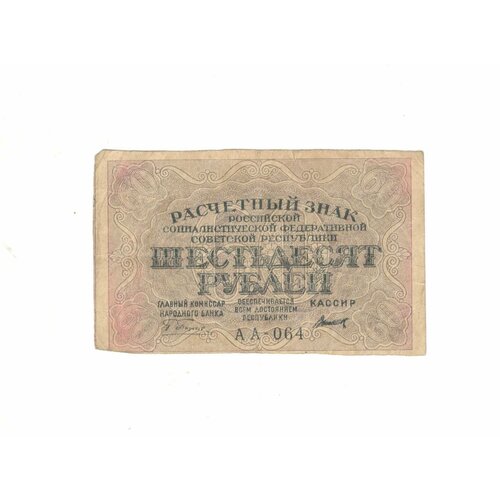 РАСЧЕТНЫЙ ЗНАК
РОССИЙСКОЙ
СОЦИАЛИСТИЧЕСКОЙ ФЕДЕРАТИВНОЙ
СОВЕТСКОЙ РЕСПУБЛИКИ
ШЕСТЬДЕСЯТ
РУБЛЕЙ
ГЛАВНЫЙ КОМИССАР
НАРОДНОГО БАНКА
ОБЕСПЕЧИВАЕТСЯ
ВСЕМ ДОСТОЯНИЕМ
РЕСПУБЛИКИ
КАССИР
АА-064